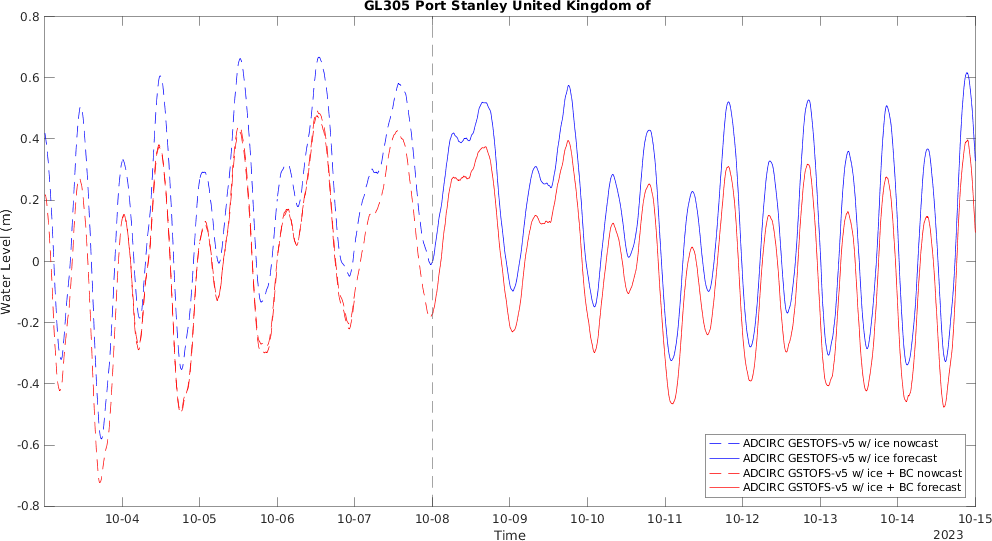 GL305 Port Stanley United Kingdom of
0.8
0.6
0.4
0.2
0
-0.2
-0.4
-0.6
-0.8
Water Level (m)
ADCIRC GESTOFS-v5 w/ ice nowcast
ADCIRC GESTOFS-v5 w/ ice forecast
ADCIRC GSTOFS-v5 w/ ice + BC nowcast
ADCIRC GSTOFS-v5 w/ ice + BC forecast
10-04 10-05 10-06 10-07 10-08 10-09 10-10 10-11 10-12 10-13 10-14 10-15
Time
2023